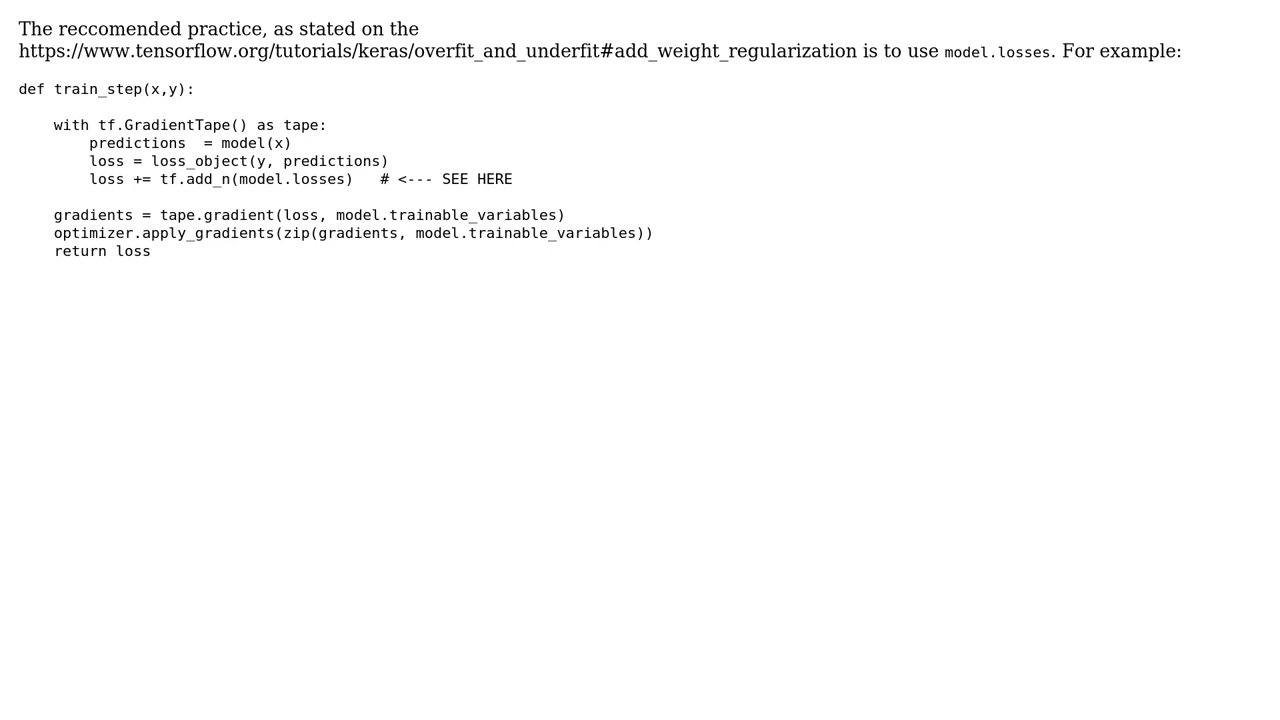 The reccomended practice, as stated on the
https://www.tensorflow.org/tutorials/keras/overfit_and_underfit#add_weight_regularization is to use model.losses. For example:
def train_step(x,y):
    with tf.GradientTape() as tape:
        predictions  = model(x)
        loss = loss_object(y, predictions)
        loss += tf.add_n(model.losses)   # <--- SEE HERE
    gradients = tape.gradient(loss, model.trainable_variables)
    optimizer.apply_gradients(zip(gradients, model.trainable_variables))
    return loss